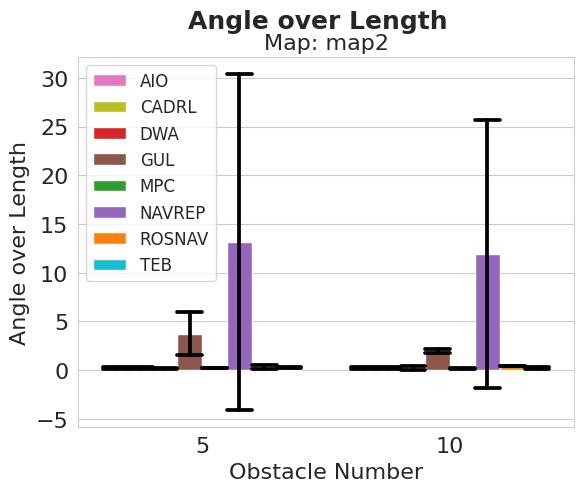 Angle over Length
Map: map2
AIO
CADRL
DWA
GUL
MPC
NAVREP
ROSNAV
TEB
30
25
20
15
10
5
0
−5
Angle over Length
5
10
Obstacle Number